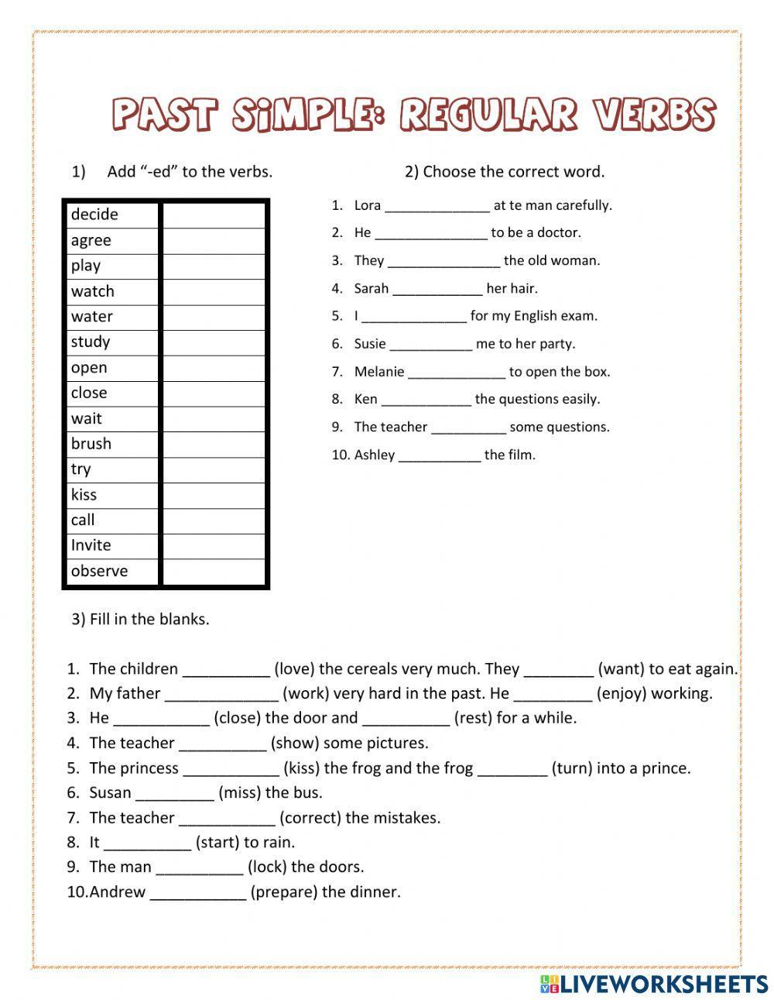 PAST SiMPLE: REGULAR VERBS
1) Add “-ed” to the verbs.
decide
agree
play
watch
water
study
open
close
wait
brush
try
kiss
call
Invite
observe
2) Choose the correct word.
1. Lora ______________ at te man carefully.
2. He _______________ to be a doctor.
3. They _______________ the old woman.
4. Sarah ____________ her hair.
5. I ______________ for my English exam.
6. Susie ___________ me to her party.
7. Melanie _____________ to open the box.
8. Ken ____________ the questions easily.
9. The teacher __________ some questions.
10. Ashley ___________ the film.
3) Fill in the blanks.
1. The children __________ (love) the cereals very much. They ________ (want) to eat again.
2. My father _____________ (work) very hard in the past. He _________ (enjoy) working.
3. He ___________ (close) the door and __________ (rest) for a while.
4. The teacher __________ (show) some pictures.
5. The princess ___________ (kiss) the frog and the frog ________ (turn) into a prince.
6. Susan _________ (miss) the bus.
7. The teacher ___________ (correct) the mistakes.
8. It __________ (start) to rain.
9. The man __________ (lock) the doors.
10.Andrew ___________ (prepare) the dinner.
LIVE LIVEWORKSHEETS